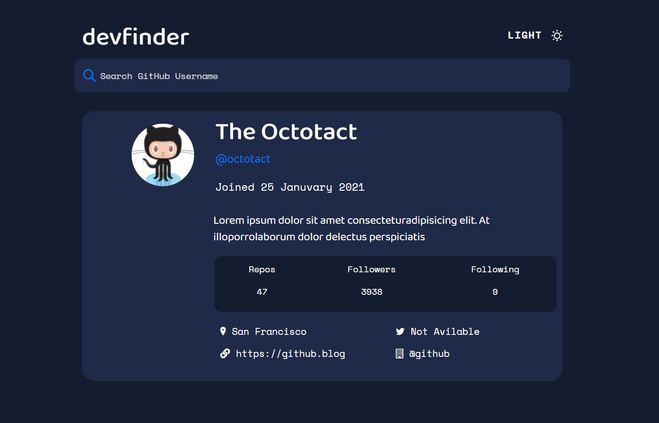 devfinder
LIGHT
Search GitHub Username
The Octotact
@octotact
Joined 25 Januvary 2021
Lorem ipsum dolor sit amet consecteturadipisicing elit. At
illoporrolaborum dolor delectus perspiciatis
Repos Followers Following
47 3938 9
San Francisco Not Avilable
https://github.blog @github